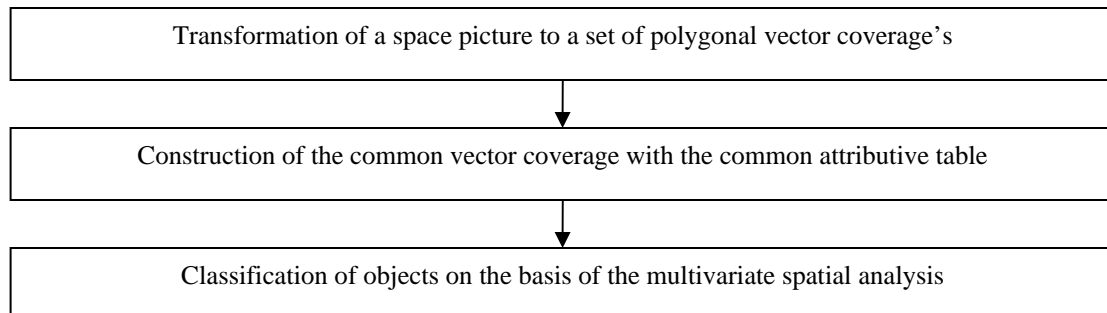 Transformation of a space picture to a set of polygonal vector coverage’s
Construction of the common vector coverage with the common attributive table
Classification of objects on the basis of the multivariate spatial analysis